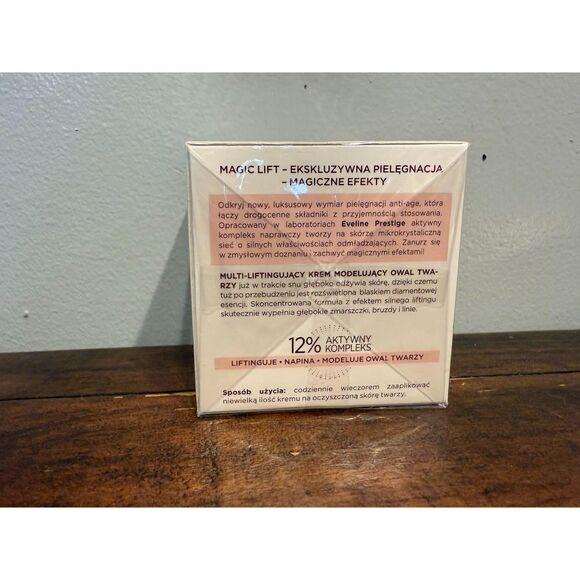 MAGIC LIFT – EKSKLUZYWNA PIELĘGNACJA
– MAGICZNE EFEKTY
Odkryj nowy, luksusowy wymiar pielęgnacji anti-age, która
łączy drogocenne składniki z przyjemnością stosowania.
Opracowany w laboratoriach Eveline Prestige aktywny
kompleks naprawczy tworzy na skórze mikrokrystaliczną
sieć o silnych właściwościach odmładzających. Zanurz się
w zmysłowym doznaniu i zachwyć magicznymi efektami!
MULTI-LIFTINGUJĄCY KREM MODELUJĄCY OWAL TWA-
RZY już w trakcie snu głęboko odżywia skórę, dzięki czemu
tuż po przebudzeniu jest rozświetlona blaskiem diamentowej
esencji. Skoncentrowana formuła z efektem silnego liftingu
skutecznie wypełnia głębokie zmarszczki, bruzdy i linie.
12% AKTYWNY
KOMPLEKS
LIFTINGUJE • NAPINA • MODELUJE OWAL TWARZY
Sposób użycia: codziennie wieczorem zaaplikować
niewielką ilość kremu na oczyszczoną skórę twarzy.